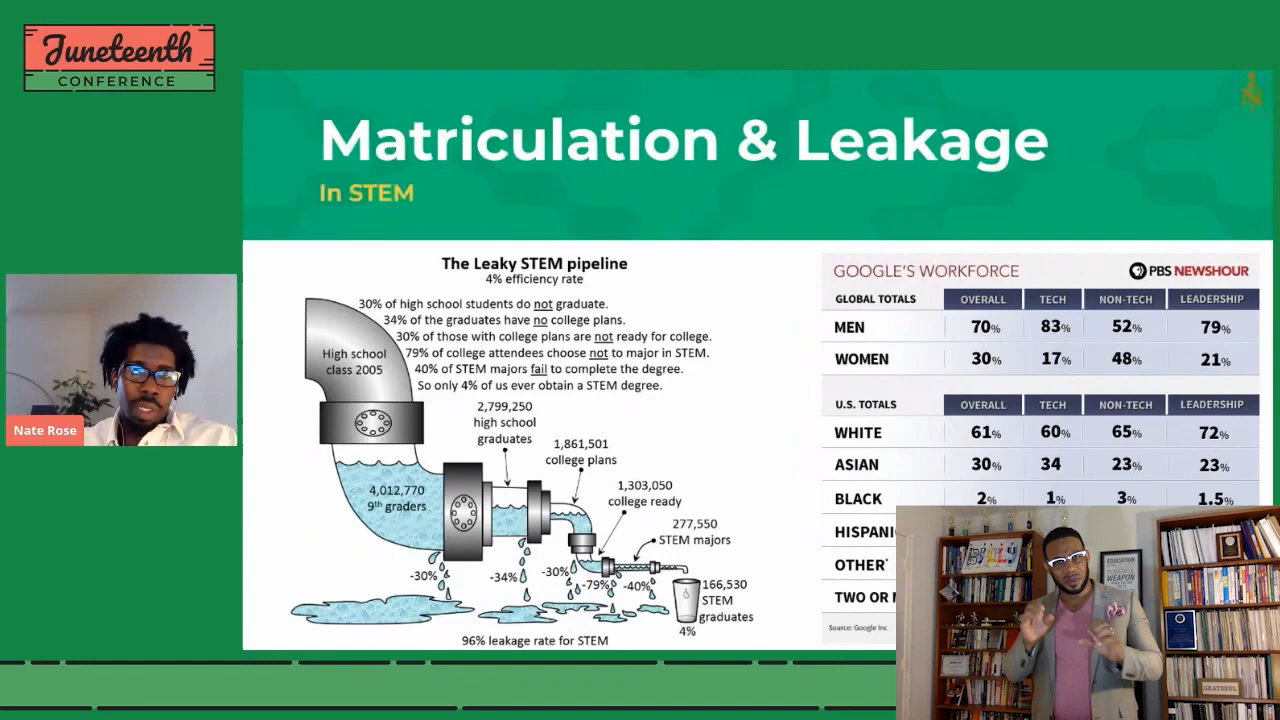 Juneteenth
CONFERENCE
Matriculation & Leakage
In STEM
The Leaky STEM pipeline
4% efficiency rate
30% of high school students do not graduate.
34% of the graduates have no college plans.
30% of those with college plans are not ready for college.
79% of college attendees choose not to major in STEM.
40% of STEM majors fail to complete the degree.
So only 4% of us ever obtain a STEM degree.
High school
class 2005
2,799,250
high school
graduates
1,861,501
college plans
4,012,770
9th graders
1,303,050
college ready
277,550
STEM majors
-30%
-34%
-30%
-79%
-40%
166,530
STEM
graduates
4%
96% leakage rate for STEM
GOOGLE'S WORKFORCE
PBS NEWSHOUR
GLOBAL TOTALS OVERALL TECH NON-TECH LEADERSHIP
MEN 70% 83% 52% 79%
WOMEN 30% 17% 48% 21%
U.S. TOTALS OVERALL TECH NON-TECH LEADERSHIP
WHITE 61% 60% 65% 72%
ASIAN 30% 34 23% 23%
BLACK 2% 1% 3% 1.5%
HISPANI
OTHER*
TWO OR
Source: Google Inc.
Nate Rose
BILLY
EDUCATION
WEAPON
GRATEFUL